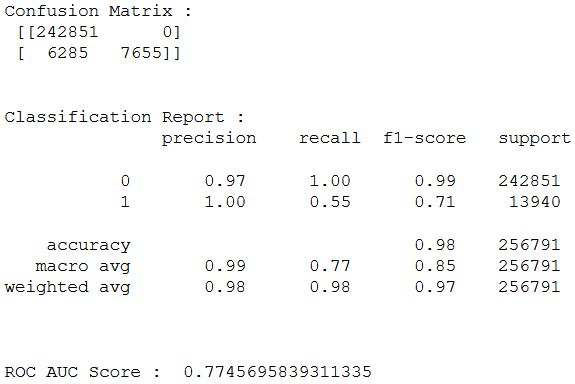 Confusion Matrix :
[[242851 0]
[ 6285 7655]]
Classification Report :
precision recall f1-score support
0 0.97 1.00 0.99 242851
1 1.00 0.55 0.71 13940
accuracy 0.98 256791
macro avg 0.99 0.77 0.85 256791
weighted avg 0.98 0.98 0.97 256791
ROC AUC Score : 0.7745695839311335